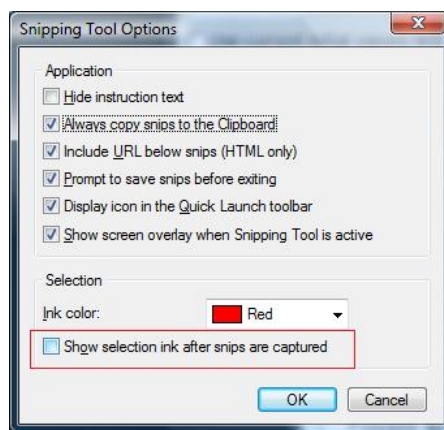 Snipping Tool Options
Application
Hide instruction text
Always copy snips to the Clipboard
Include URL below snips (HTML only)
Prompt to save snips before exiting
Display icon in the Quick Launch toolbar
Show screen overlay when Snipping Tool is active
Selection
Ink color: Red
Show selection ink after snips are captured
OK Cancel